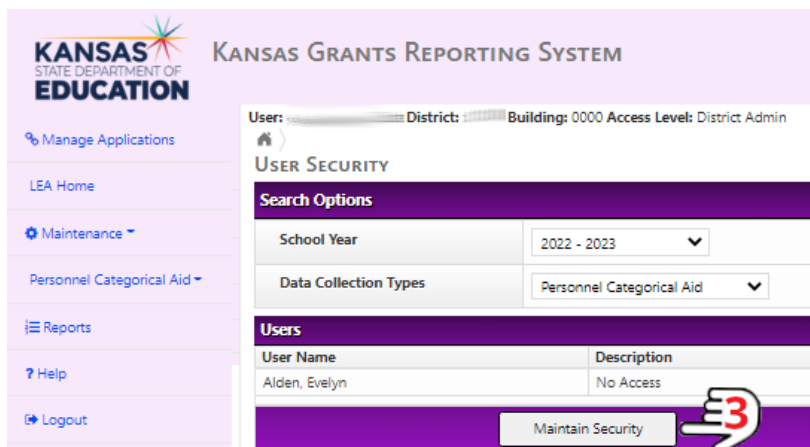 KANSAS
STATE DEPARTMENT OF
EDUCATION
KANSAS GRANTS REPORTING SYSTEM
User: District: Building: 0000 Access Level: District Admin
USER SECURITY
Manage Applications
LEA Home
Maintenance
Personnel Categorical Aid
Reports
? Help
Logout
Search Options
School Year 2022 - 2023
Data Collection Types Personnel Categorical Aid
Users
User Name Description
Alden, Evelyn No Access
Maintain Security 3